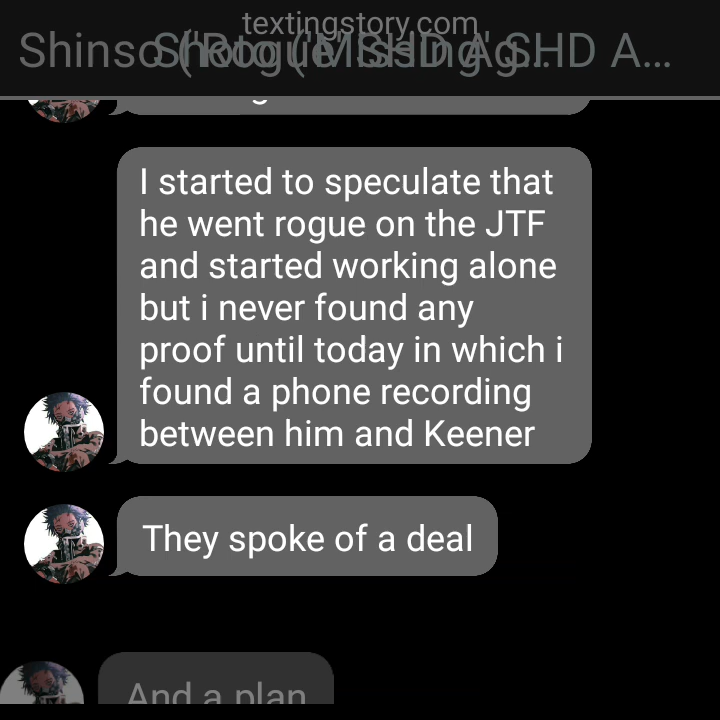 textingstory.com
I started to speculate that
he went rogue on the JTF
and started working alone
but i never found any
proof until today in which i
found a phone recording
between him and Keener
They spoke of a deal
And a plan